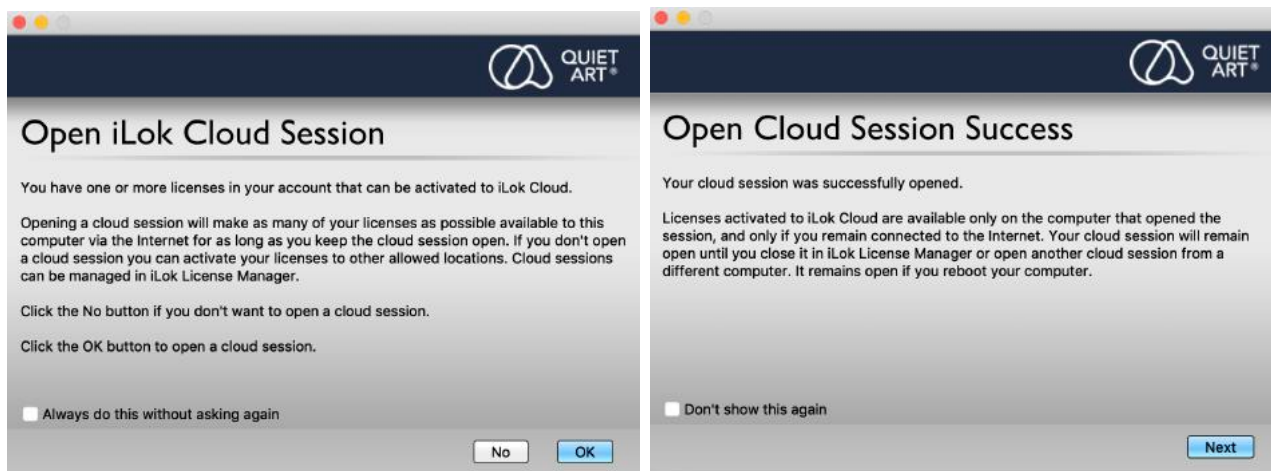 QUIET
ART®
Open iLok Cloud Session
You have one or more licenses in your account that can be activated to iLok Cloud.
Opening a cloud session will make as many of your licenses as possible available to this
computer via the Internet for as long as you keep the cloud session open. If you don't open
a cloud session you can activate your licenses to other allowed locations. Cloud sessions
can be managed in iLok License Manager.
Click the No button if you don't want to open a cloud session.
Click the OK button to open a cloud session.
Always do this without asking again
No OK
QUIET
ART®
Open Cloud Session Success
Your cloud session was successfully opened.
Licenses activated to iLok Cloud are available only on the computer that opened the
session, and only if you remain connected to the Internet. Your cloud session will remain
open until you close it in iLok License Manager or open another cloud session from a
different computer. It remains open if you reboot your computer.
Don't show this again
Next